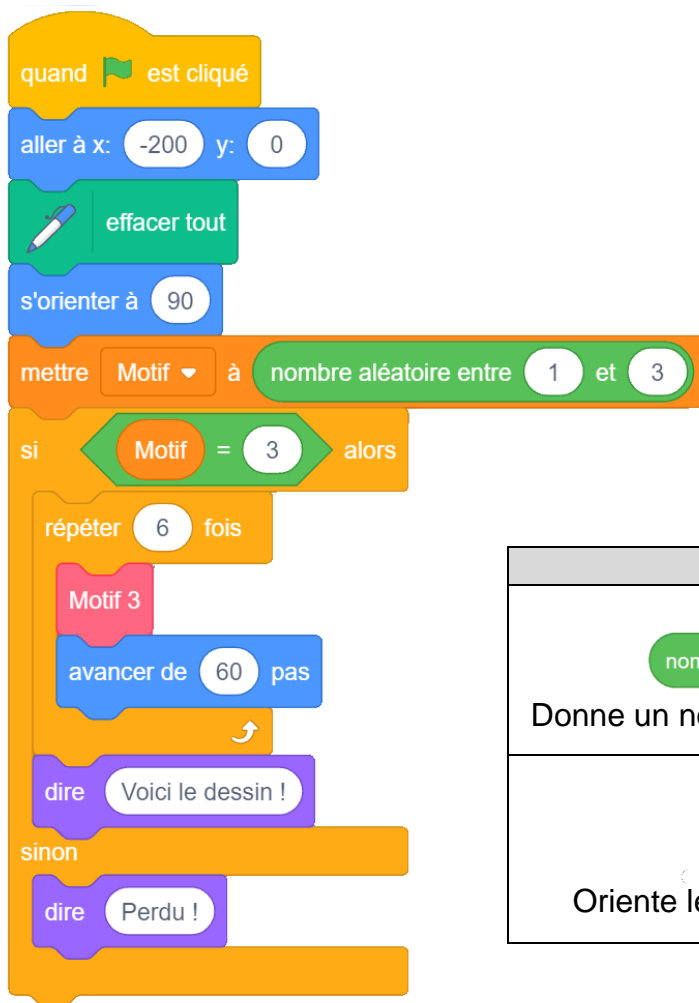 quand est cliqué
aller à x: -200 y: 0
effacer tout
s'orienter à 90
mettre Motif à nombre aléatoire entre 1 et 3
si Motif = 3 alors
répéter 6 fois
Motif 3
avancer de 60 pas
dire Voici le dessin !
sinon
dire Perdu !
Donne un
Oriente